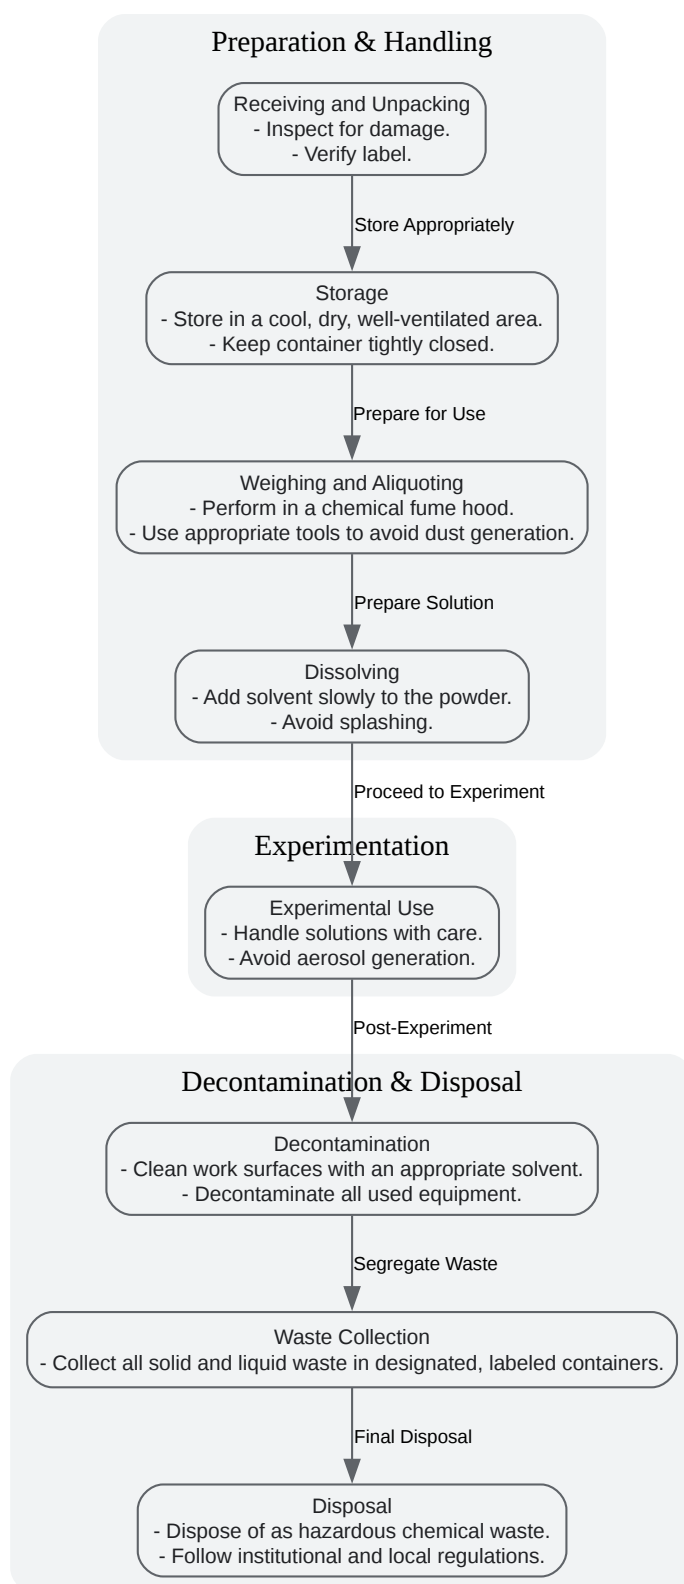 Preparation & Handling
Receiving and Unpacking
- Inspect for damage.
- Verify label.
Store Appropriately
Storage
- Store in a cool, dry, well-ventilated area.
- Keep container tightly closed.
Prepare for Use
Weighing and Aliquoting
- Perform in a chemical fume hood.
- Use appropriate tools to avoid dust generation.
Prepare Solution
Dissolving
- Add solvent slowly to the powder.
- Avoid splashing.
Proceed to Experiment
Experimentation
Experimental Use
- Handle solutions with care.
- Avoid aerosol generation.
Post-Experiment
Decontamination & Disposal
Decontamination
- Clean work surfaces with an appropriate solvent.
- Decontaminate all used equipment.
Segregate Waste
Waste Collection
- Collect all solid and liquid waste in designated, labeled containers.
Final Disposal
Disposal
- Dispose of as hazardous chemical waste.
- Follow institutional and local regulations.